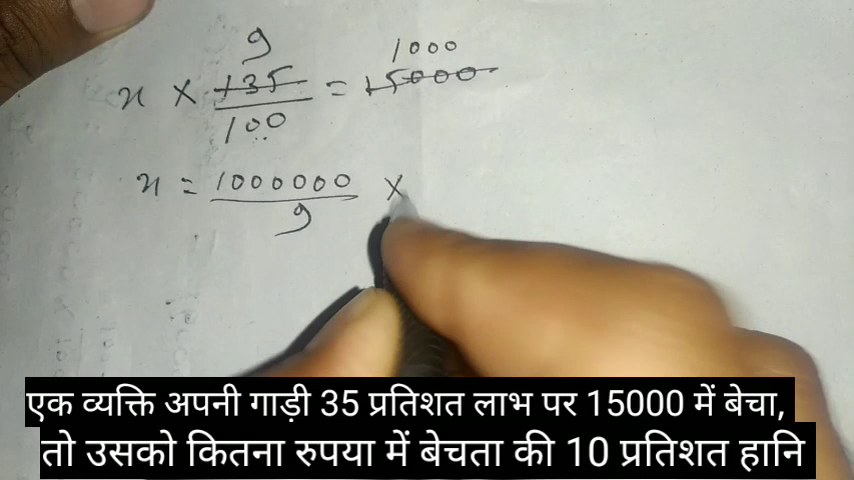 9 1000
x × 135 = 15000
100
x = 1000000 ×
9
एक व्यक्ति अपनी गाड़ी 35 प्रतिशत लाभ पर 15000 में बेचा,
तो उसको कितना रुपया में बेचता की 10 प्रतिशत हानि